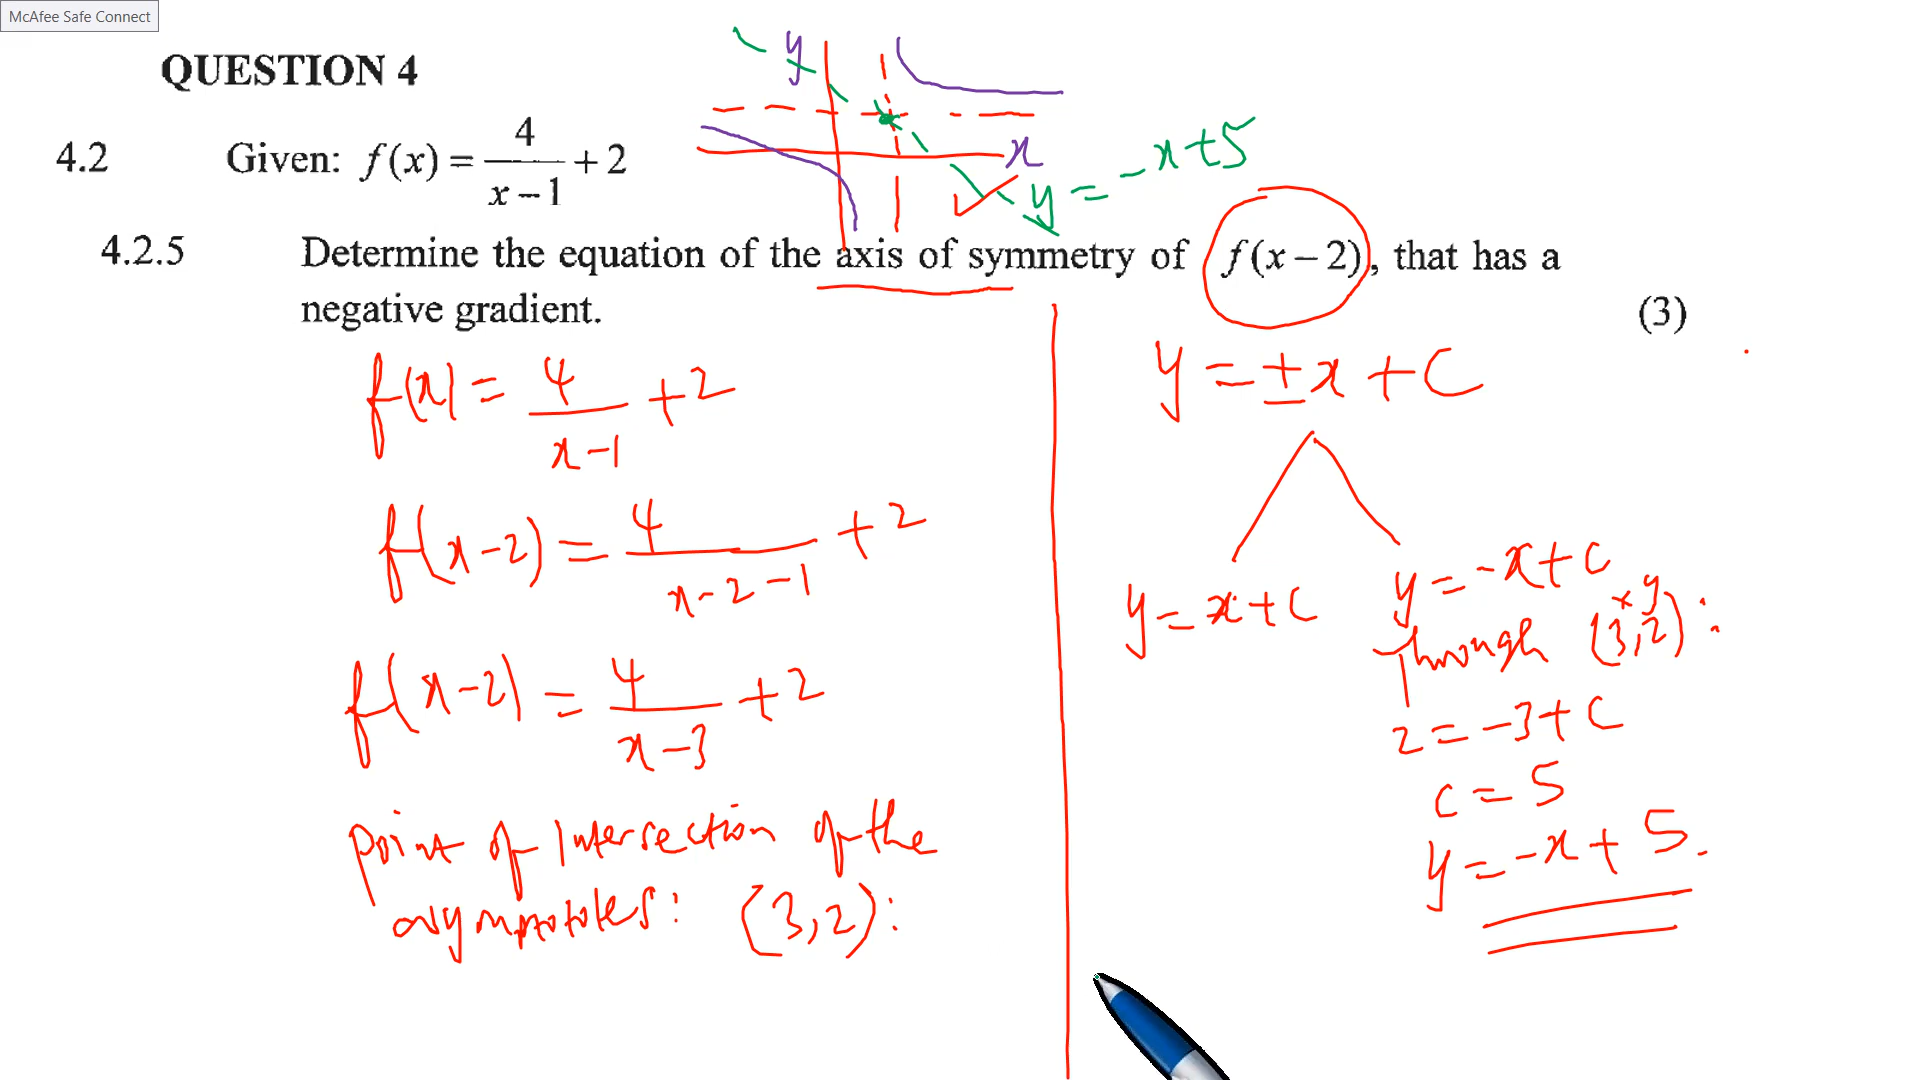 McAfee Safe Connect
QUESTION 4
4.2 Given: f(x) = 4/(x − 1) + 2
y
x
y = -x+5
4.2.5 Determine the equation of the axis of symmetry of f(x − 2), that has a
negative gradient. (3)
f(x) = 4/(x-1) +2
f(x-2) = 4/(x-2-1) +2
f(x-2) = 4/(x-3) +2
point of intersection of the
asymptotes: (3,2):
y = ±x + C
y = x + C
y = -x + C
x y
Through (3,2):
2 = -3 + C
C = 5
y = -x + 5.